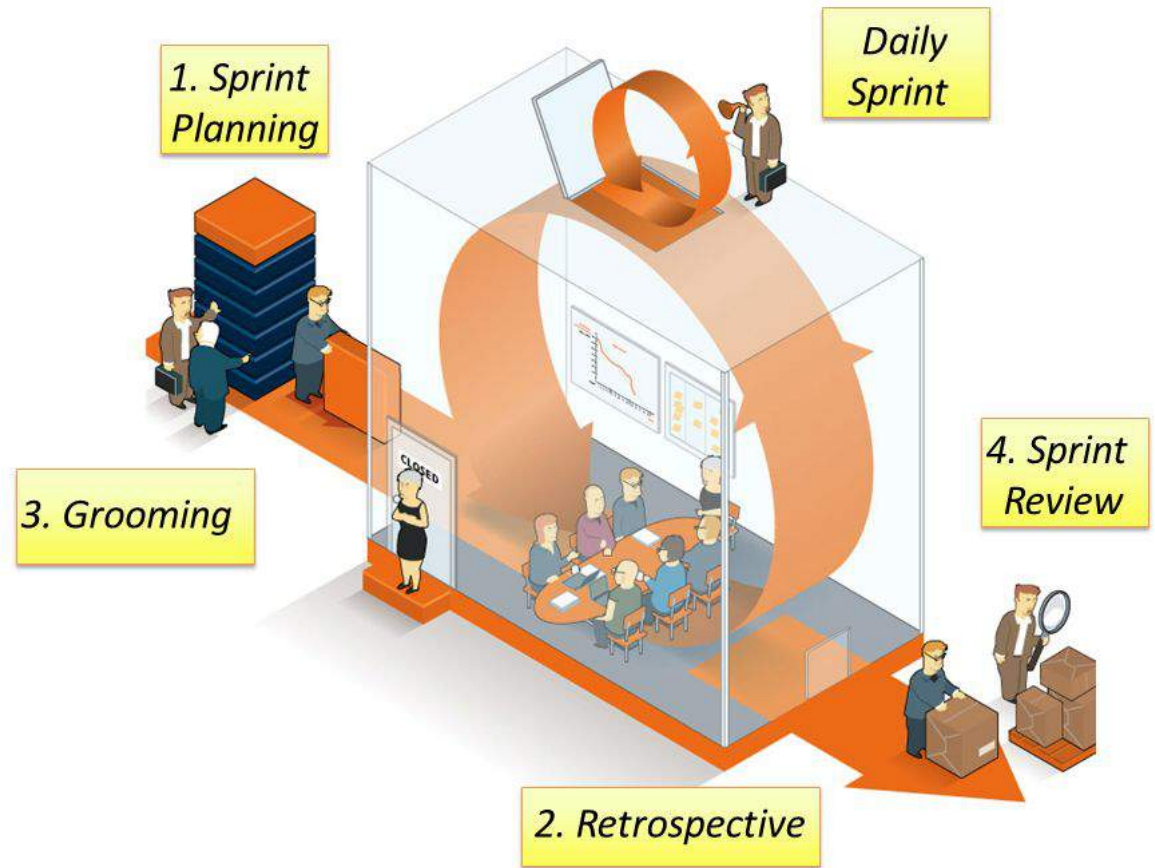 1. Sprint
Planning
Daily
Sprint
3. Grooming
CLOSED
4. Sprint
Review
2. Retrospective